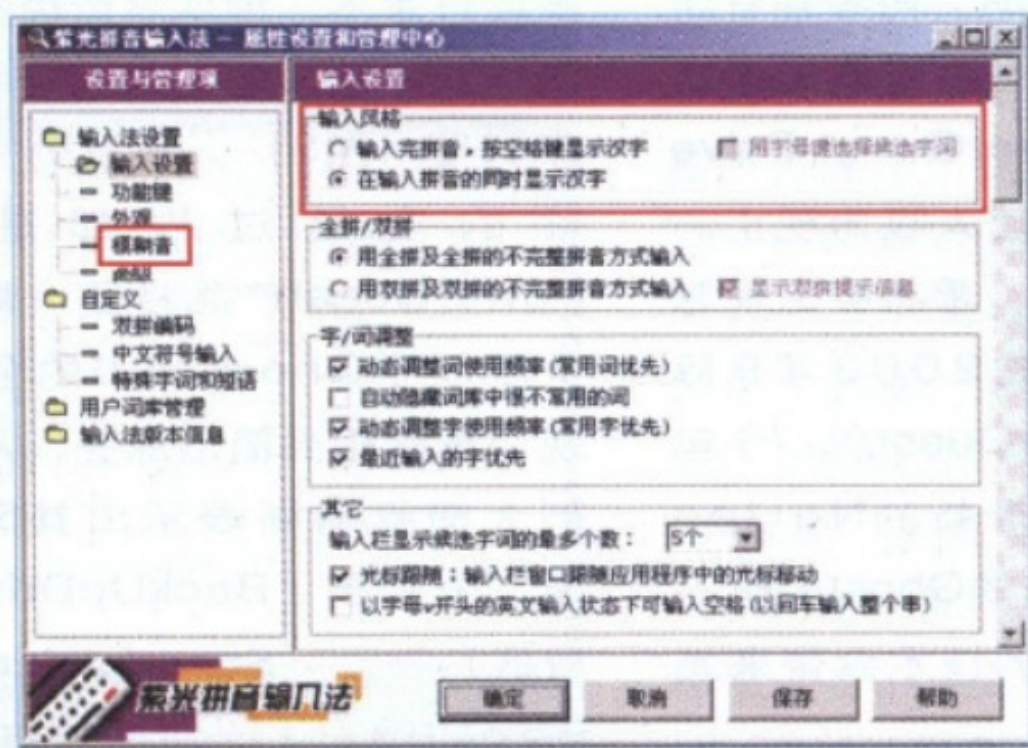 紫光拼音输入法 - 属性设置和管理中心
设置与管理项
输入法设置
输入设置
功能键
外观
模糊音
高级
自定义
双拼编码
中文符号输入
特殊字词和短语
用户词库管理
输入法版本信息
输入设置
输入风格
输入完拼音，按空格键显示汉字 用字母键选择候选字词
在输入拼音的同时显示汉字
全拼/双拼
用全拼及全拼的不完整拼音方式输入
用双拼及双拼的不完整拼音方式输入 显示双拼提示信息
字/词调整
动态调整词使用频率(常用词优先)
自动隐藏词库中很不常用的词
动态调整字使用频率(常用字优先)
最近输入的字优先
其它
输入栏显示候选字词的最多个数： 5个
光标跟随：输入栏窗口跟随应用程序中的光标移动
以字母v开头的英文输入状态下可输入空格(以回车输入整个串)
紫光拼音输入法
确定 取消 保存 帮助
BackUpD